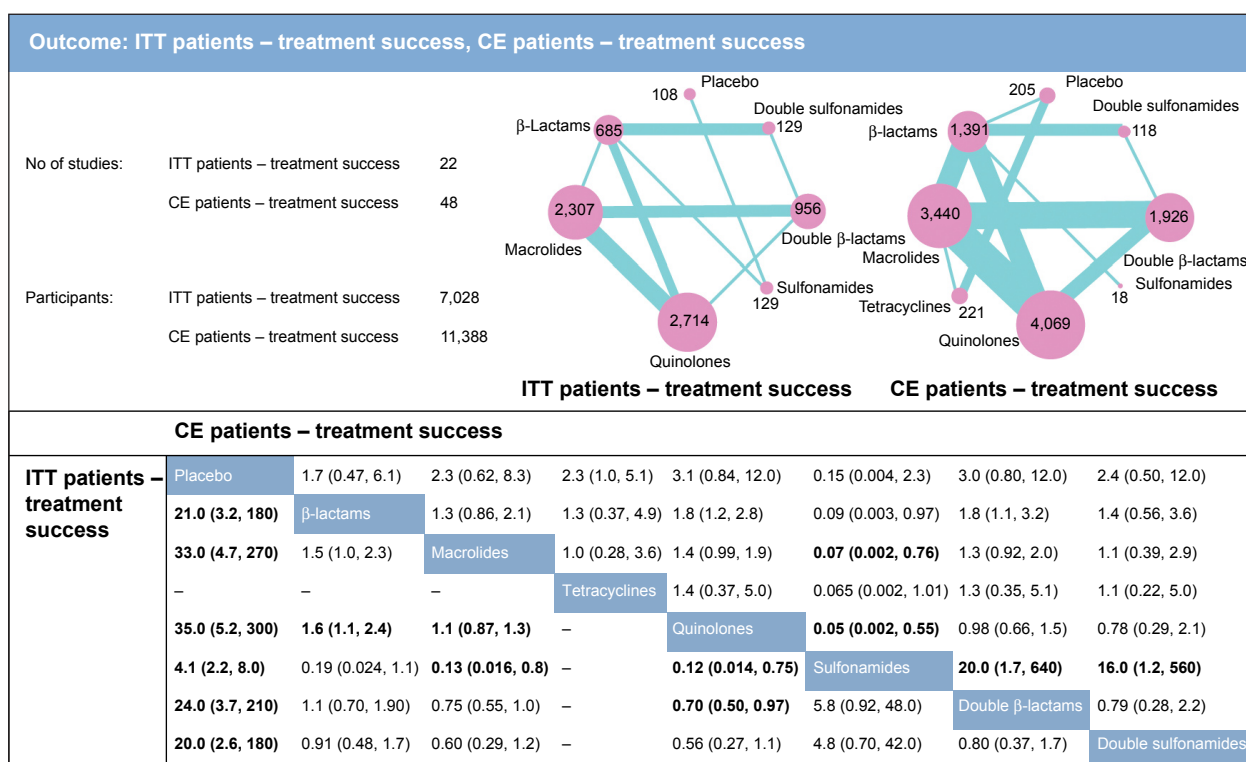 Outcome: ITT patients – treatment success, CE patients – treatment success
No of studies: ITT patients – treatment success 22
CE patients – treatment success 48
Participants: ITT patients – treatment success 7,028
CE patients – treatment success 11,388
Placebo
108
Double sulfonamides
β-Lactams 685
129
2,307
956
Double β-lactams
Macrolides
Sulfonamides
129
2,714
Quinolones
ITT patients – treatment success
Placebo
205
Double sulfonamides
β-lactams
1,391
118
3,440
1,926
Macrolides
Double β-lactams
Sulfonamides
18
Tetracyclines
221
4,069
Quinolones
CE patients – treatment success
CE patients – treatment success
ITT patients –
treatment
success
Placebo 1.7 (0.47, 6.1) 2.3 (0.62, 8.3) 2.3 (1.0, 5.1) 3.1 (0.84, 12.0) 0.15 (0.004, 2.3) 3.0 (0.80, 12.0) 2.4 (0.50, 12.0)
21.0 (3.2, 180) β-lactams 1.3 (0.86, 2.1) 1.3 (0.37, 4.9) 1.8 (1.2, 2.8) 0.09 (0.003, 0.97) 1.8 (1.1, 3.2) 1.4 (0.56, 3.6)
33.0 (4.7, 270) 1.5 (1.0, 2.3) Macrolides 1.0 (0.28, 3.6) 1.4 (0.99, 1.9) 0.07 (0.002, 0.76) 1.3 (0.92, 2.0) 1.1 (0.39, 2.9)
– – – Tetracyclines 1.4 (0.37, 5.0) 0.065 (0.002, 1.01) 1.3 (0.35, 5.1) 1.1 (0.22, 5.0)
35.0 (5.2, 300) 1.6 (1.1, 2.4) 1.1 (0.87, 1.3) – Quinolones 0.05 (0.002, 0.55) 0.98 (0.66, 1.5) 0.78 (0.29, 2.1)
4.1 (2.2, 8.0) 0.19 (0.024, 1.1) 0.13 (0.016, 0.8) – 0.12 (0.014, 0.75) Sulfonamides 20.0 (1.7, 640) 16.0 (1.2, 560)
24.0 (3.7, 210) 1.1 (0.70, 1.90) 0.75 (0.55, 1.0) – 0.70 (0.50, 0.97) 5.8 (0.92, 48.0) Double β-lactams 0.79 (0.28, 2.2)
20.0 (2.6, 180) 0.91 (0.48, 1.7) 0.60 (0.29, 1.2) – 0.56 (0.27, 1.1) 4.8 (0.70, 42.0) 0.80 (0.37, 1.7) Double sulfonamides